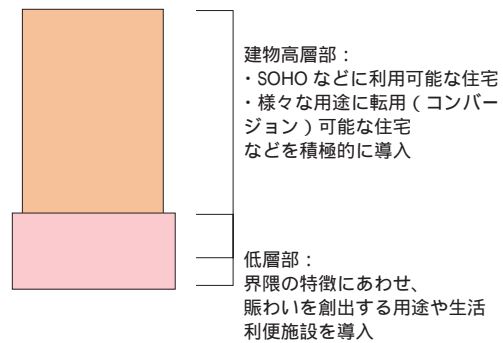 建物高層部：
・SOHO などに利用可能な住宅
・様々な用途に転用（コンバー
ジョン）可能な住宅
などを積極的に導入
低層部：
界隈の特徴にあわせ、
賑わいを創出する用途や生活
利便施設を導入